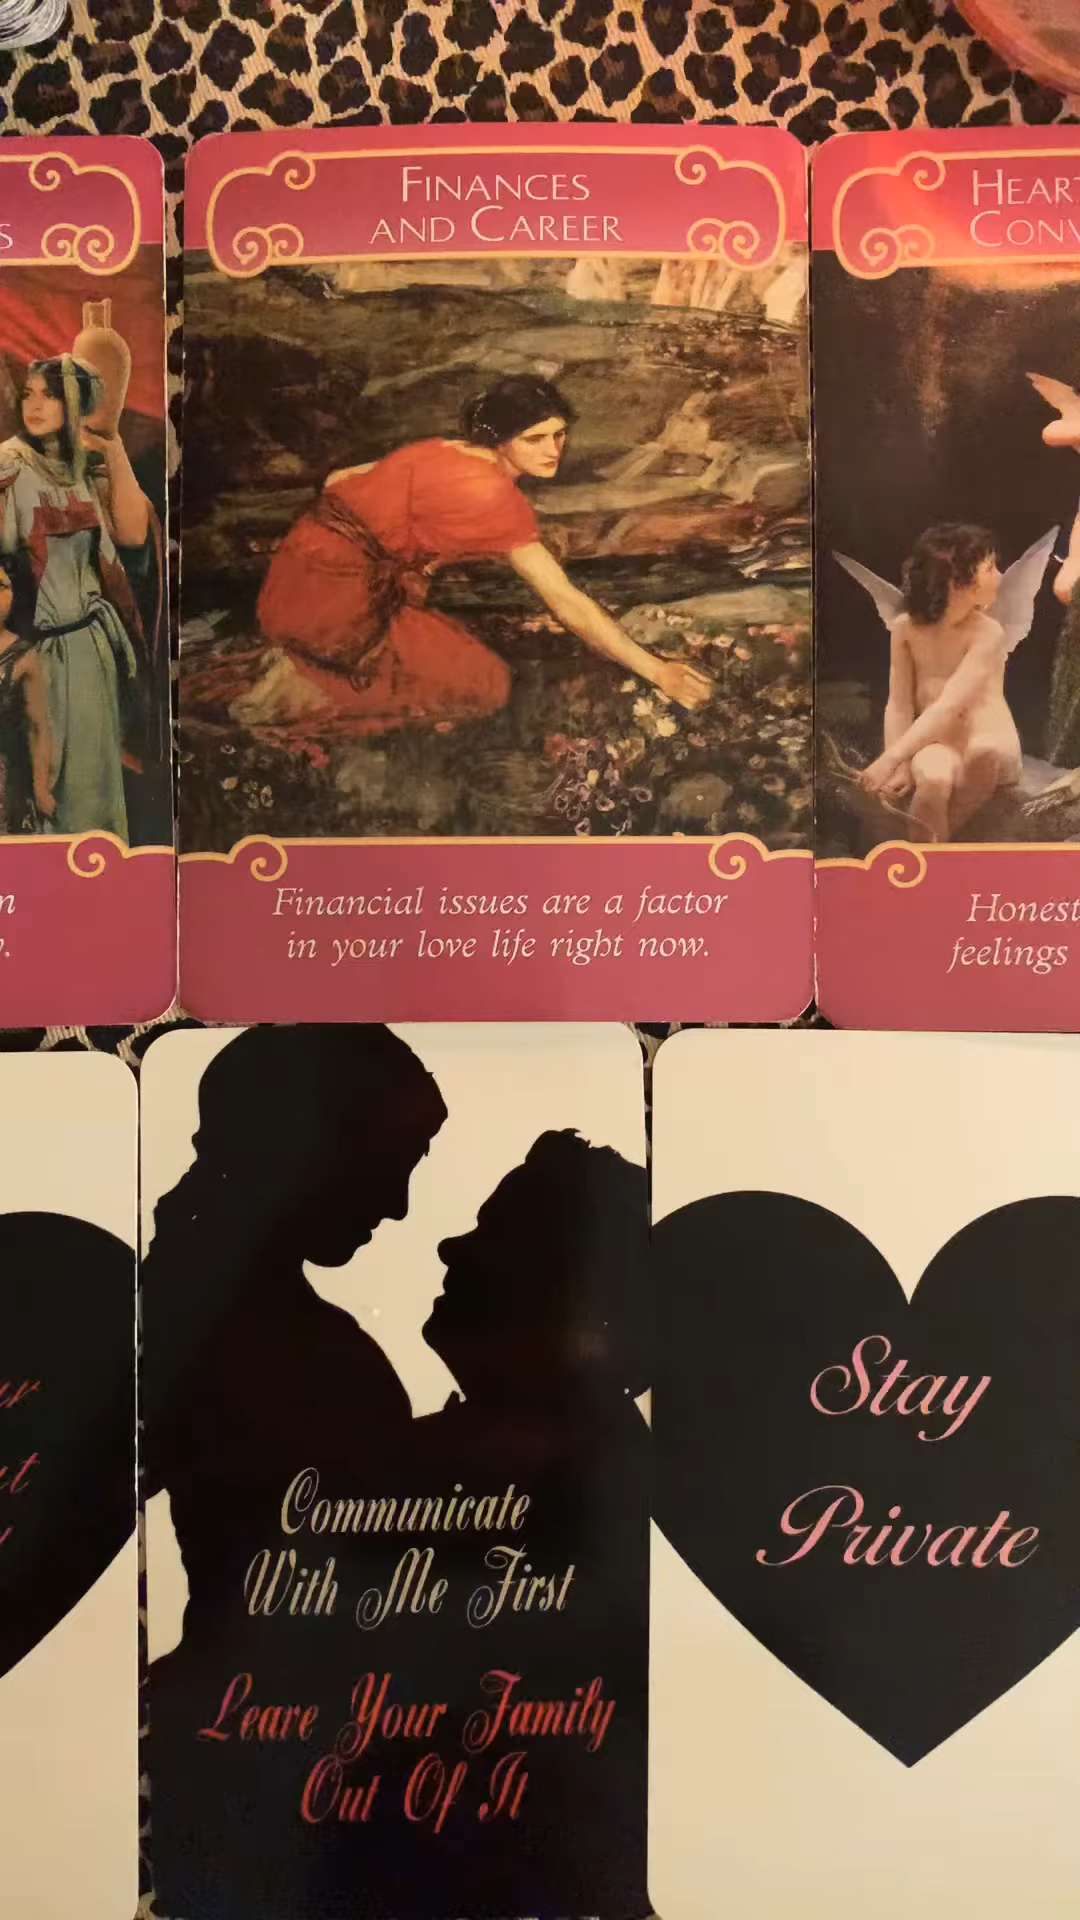 FINANCES
AND CAREER
Financial issues are a factor
in your love life right now.
feelings
Communicate
With Me First
Leave Your Family
Out Of It
Stay
Private